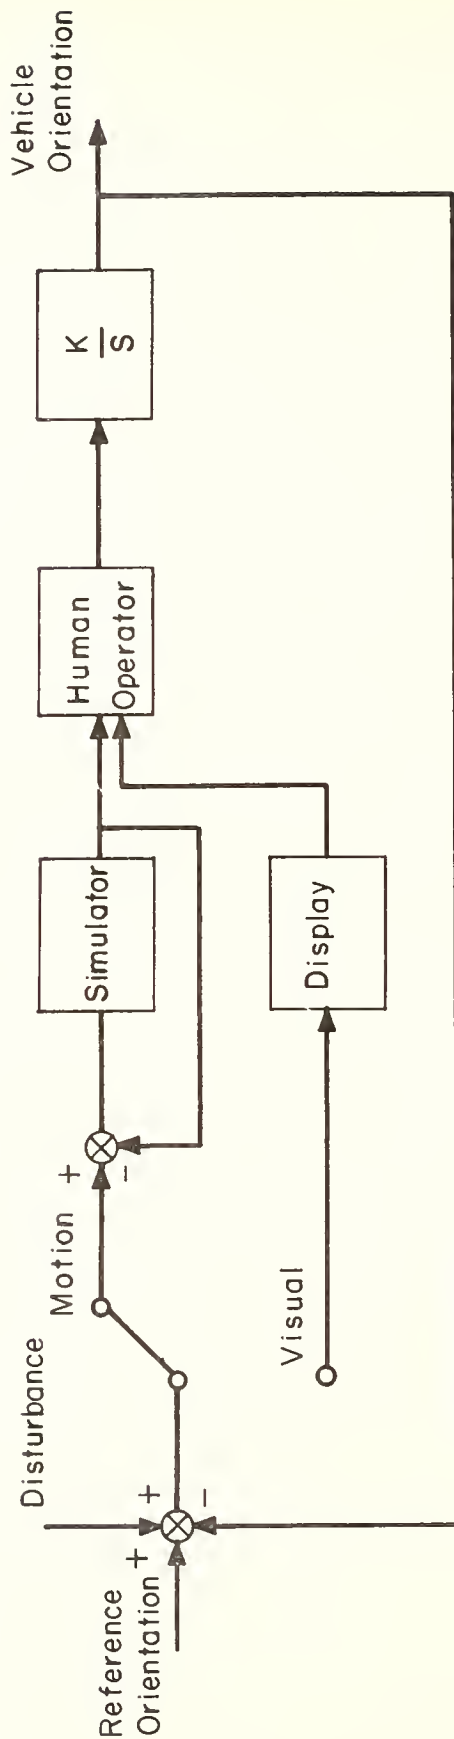 Disturbance
Reference
Orientation
+
+
-
Motion
+
-
Simulator
Human
Operator
K
S
Vehicle
Orientation
Visual
Display